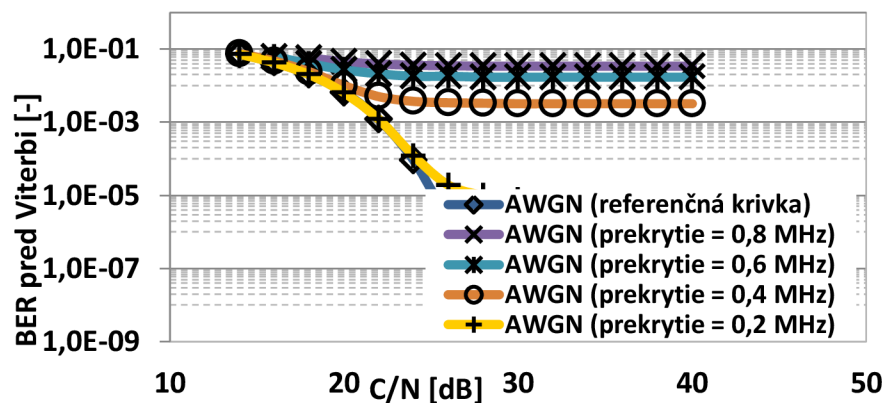 1,0E-01
1,0E-03
1,0E-05
1,0E-07
1,0E-09
BER pred Viterbi [-]
AWGN (referenčná krivka)
AWGN (prekrytie = 0,8 MHz)
AWGN (prekrytie = 0,6 MHz)
AWGN (prekrytie = 0,4 MHz)
AWGN (prekrytie = 0,2 MHz)
10 20 30 40 50
C/N [dB]